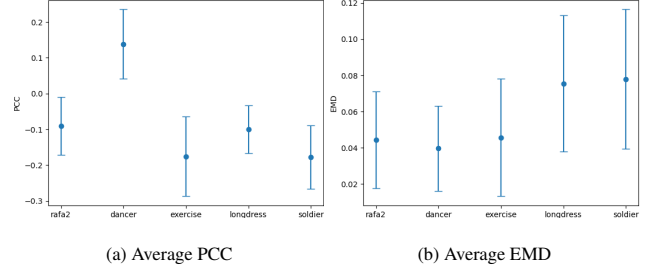 0.2
0.1
0.0
−0.1
−0.2
−0.3
PCC
rafa2 dancer exercise longdress soldier
0.12
0.10
0.08
0.06
0.04
0.02
EMD
rafa2 dancer exercise longdress soldier
(a) Average PCC
(b) Average EMD